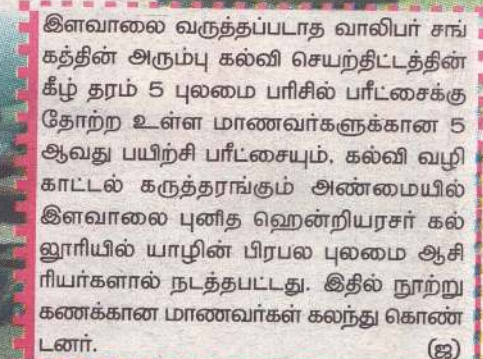 இளவாலை வருத்தப்படாத வாலிபர் சங்
கத்தின் அரும்பு கல்வி செயற்திட்டத்தின்
கீழ் தரம் 5 புலமை பரிசில் பரீட்சைக்கு
தோற்ற உள்ள மாணவர்களுக்கான 5
ஆவது பயிற்சி பரீட்சையும், கல்வி வழி
காட்டல் கருத்தரங்கும் அண்மையில்
இளவாலை புனித ஹென்றியரசர் கல்
லூரியில் யாழின் பிரபல புலமை ஆசி
ரியர்களால் நடத்தபட்டது. இதில் நூற்று
கணக்கான மாணவர்கள் கலந்து கொண்
டனர். (ஜ)